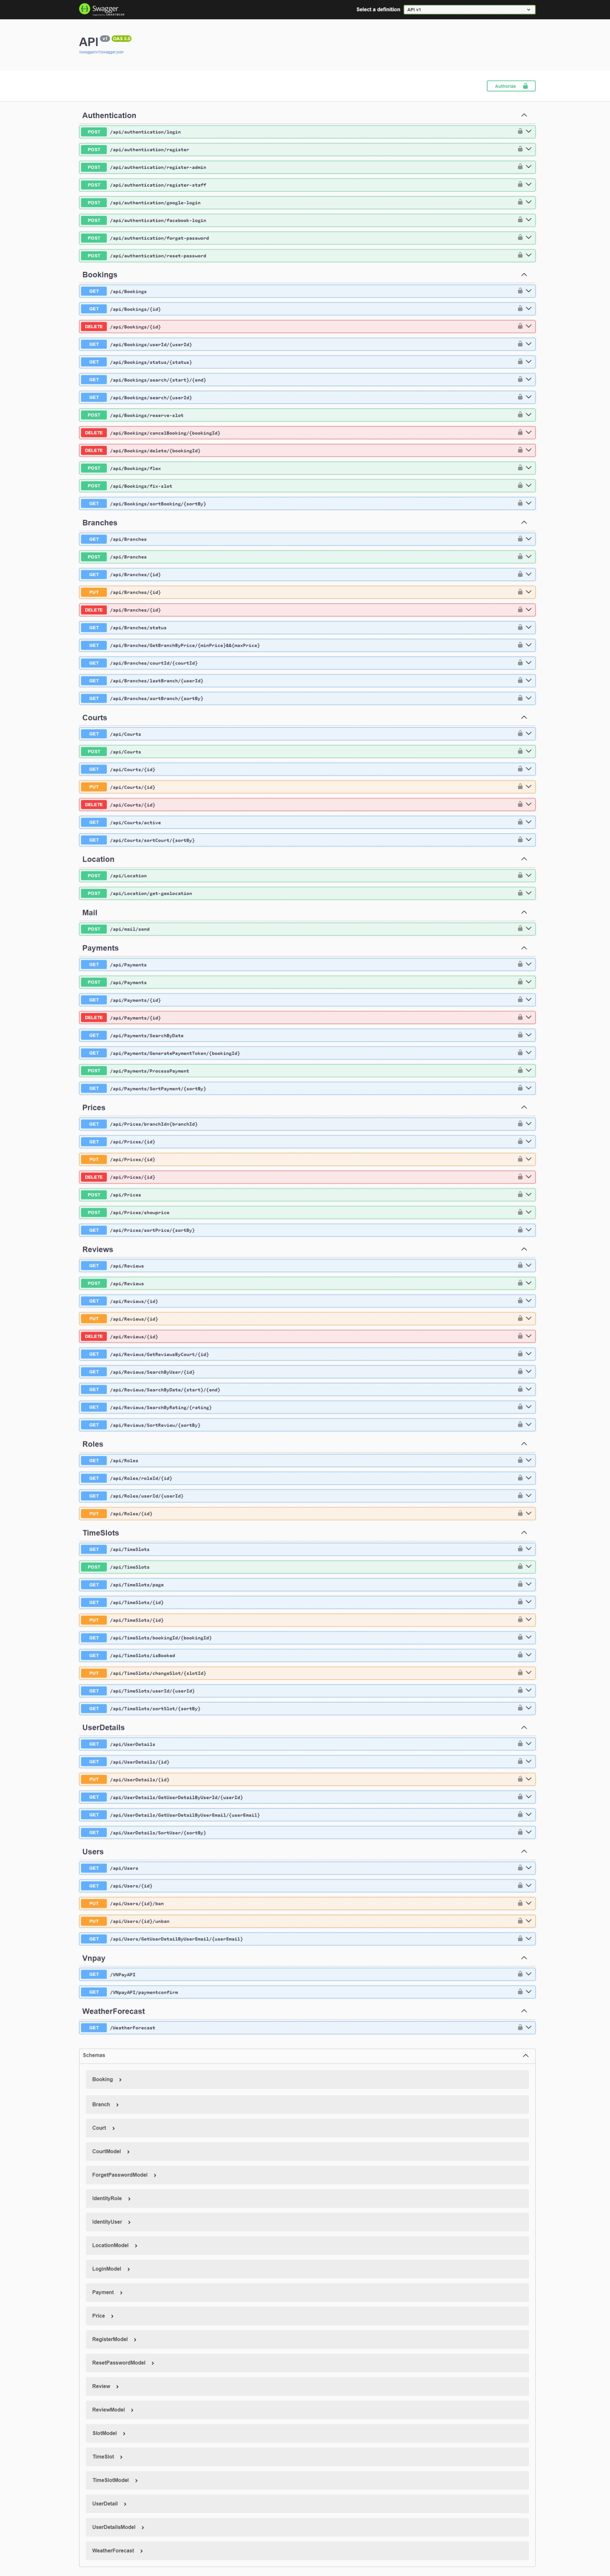 Swagger
Supported by SMARTBEAR
Select a definition
API v1
API v1 OAS 3.0
/swagger/v1/swagger.json
Authorize
Authentication
POST /api/authentication/login
POST /api/authentication/register
POST /api/authentication/register-admin
POST /api/authentication/register-staff
POST /api/authentication/google-login
POST /api/authentication/facebook-login
POST /api/authentication/forget-password
POST /api/authentication/reset-password
Bookings
GET /api/Bookings
GET /api/Bookings/{id}
DELETE /api/Bookings/{id}
GET /api/Bookings/userId/{userId}
GET /api/Bookings/status/{status}
GET /api/Bookings/search/{start}/{end}
GET /api/Bookings/search/{userId}
POST /api/Bookings/reserve-slot
DELETE /api/Bookings/cancelBooking/{bookingId}
DELETE /api/Bookings/delete/{bookingId}
POST /api/Bookings/flex
POST /api/Bookings/fix-slot
GET /api/Bookings/sortBooking/{sortBy}
Branches
GET /api/Branches
POST /api/Branches
GET /api/Branches/{id}
PUT /api/Branches/{id}
DELETE /api/Branches/{id}
GET /api/Branches/status
GET /api/Branches/GetBranchByPrice/{minPrice}&&{maxPrice}
GET /api/Branches/courtId/{courtId}
GET /api/Branches/lastBranch/{userId}
GET /api/Branches/sortBranch/{sortBy}
Courts
GET /api/Courts
POST /api/Courts
GET /api/Courts/{id}
PUT /api/Courts/{id}
DELETE /api/Courts/{id}
GET /api/Courts/active
GET /api/Courts/sortCourt/{sortBy}
Location
POST /api/Location
POST /api/Location/get-geolocation
Mail
POST /api/mail/send
Payments
GET /api/Payments
POST /api/Payments
GET /api/Payments/{id}
DELETE /api/Payments/{id}
GET /api/Payments/SearchByDate
GET /api/Payments/GeneratePaymentToken/{bookingId}
POST /api/Payments/ProcessPayment
GET /api/Payments/SortPayment/{sortBy}
Prices
GET /api/Prices/branchId={branchId}
GET /api/Prices/{id}
PUT /api/Prices/{id}
DELETE /api/Prices/{id}
POST /api/Prices
POST /api/Prices/showprice
GET /api/Prices/sortPrice/{sortBy}
Reviews
GET /api/Reviews
POST /api/Reviews
GET /api/Reviews/{id}
PUT /api/Reviews/{id}
DELETE /api/Reviews/{id}
GET /api/Reviews/GetReviewsByCourt/{id}
GET /api/Reviews/SearchByUser/{id}
GET /api/Reviews/SearchByDate/{start}/{end}
GET /api/Reviews/SearchByRating/{rating}
GET /api/Reviews/SortReview/{sortBy}
Roles
GET /api/Roles
GET /api/Roles/roleId/{id}
GET /api/Roles/userId/{userId}
PUT /api/Roles/{id}
TimeSlots
GET /api/TimeSlots
POST /api/TimeSlots
GET /api/TimeSlots/page
GET /api/TimeSlots/{id}
PUT /api/TimeSlots/{id}
GET /api/TimeSlots/bookingId/{bookingId}
GET /api/TimeSlots/isBooked
PUT /api/TimeSlots/changeSlot/{slotId}
GET /api/TimeSlots/userId/{userId}
GET /api/TimeSlots/sortSlot/{sortBy}
UserDetails
GET /api/UserDetails
GET /api/UserDetails/{id}
PUT /api/UserDetails/{id}
GET /api/UserDetails/GetUserDetailByUserId/{userId}
GET /api/UserDetails/GetUserDetailByUserEmail/{userEmail}
GET /api/UserDetails/SortUser/{sortBy}
Users
GET /api/Users
GET /api/Users/{id}
PUT /api/Users/{id}/ban
PUT /api/Users/{id}/unban
GET /api/Users/GetUserDetailByUserEmail/{userEmail}
Vnpay
GET /VNPayAPI
GET /VNpayAPI/paymentconfirm
WeatherForecast
GET /WeatherForecast
Schemas
Booking
Branch
Court
CourtModel
ForgetPasswordModel
IdentityRole
IdentityUser
LocationModel
LoginModel
Payment
Price
RegisterModel
ResetPasswordModel
Review
ReviewModel
SlotModel
TimeSlot
TimeSlotModel
UserDetail
UserDetailsModel
WeatherForecast